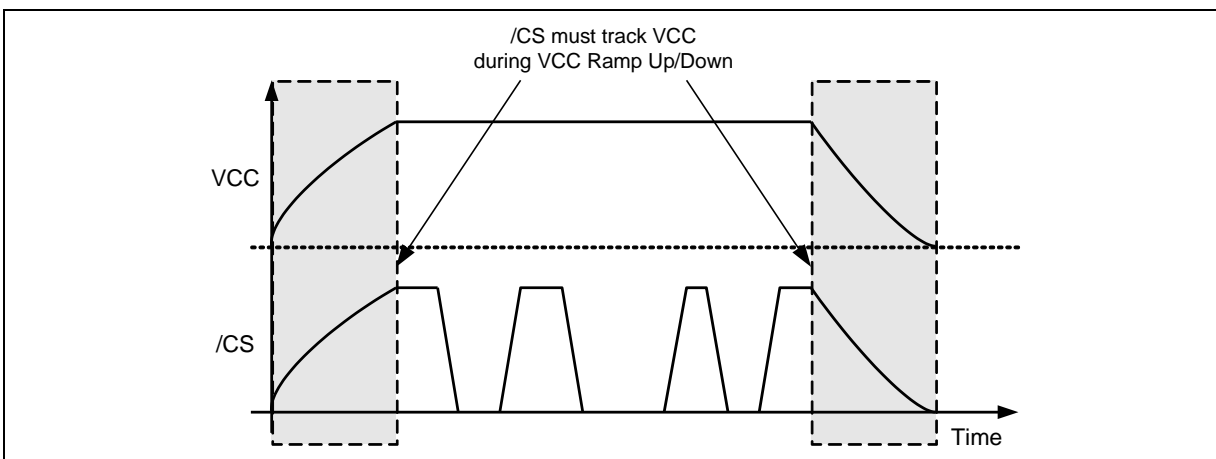 /CS must track VCC
during VCC Ramp Up/Down
VCC
/CS
Time